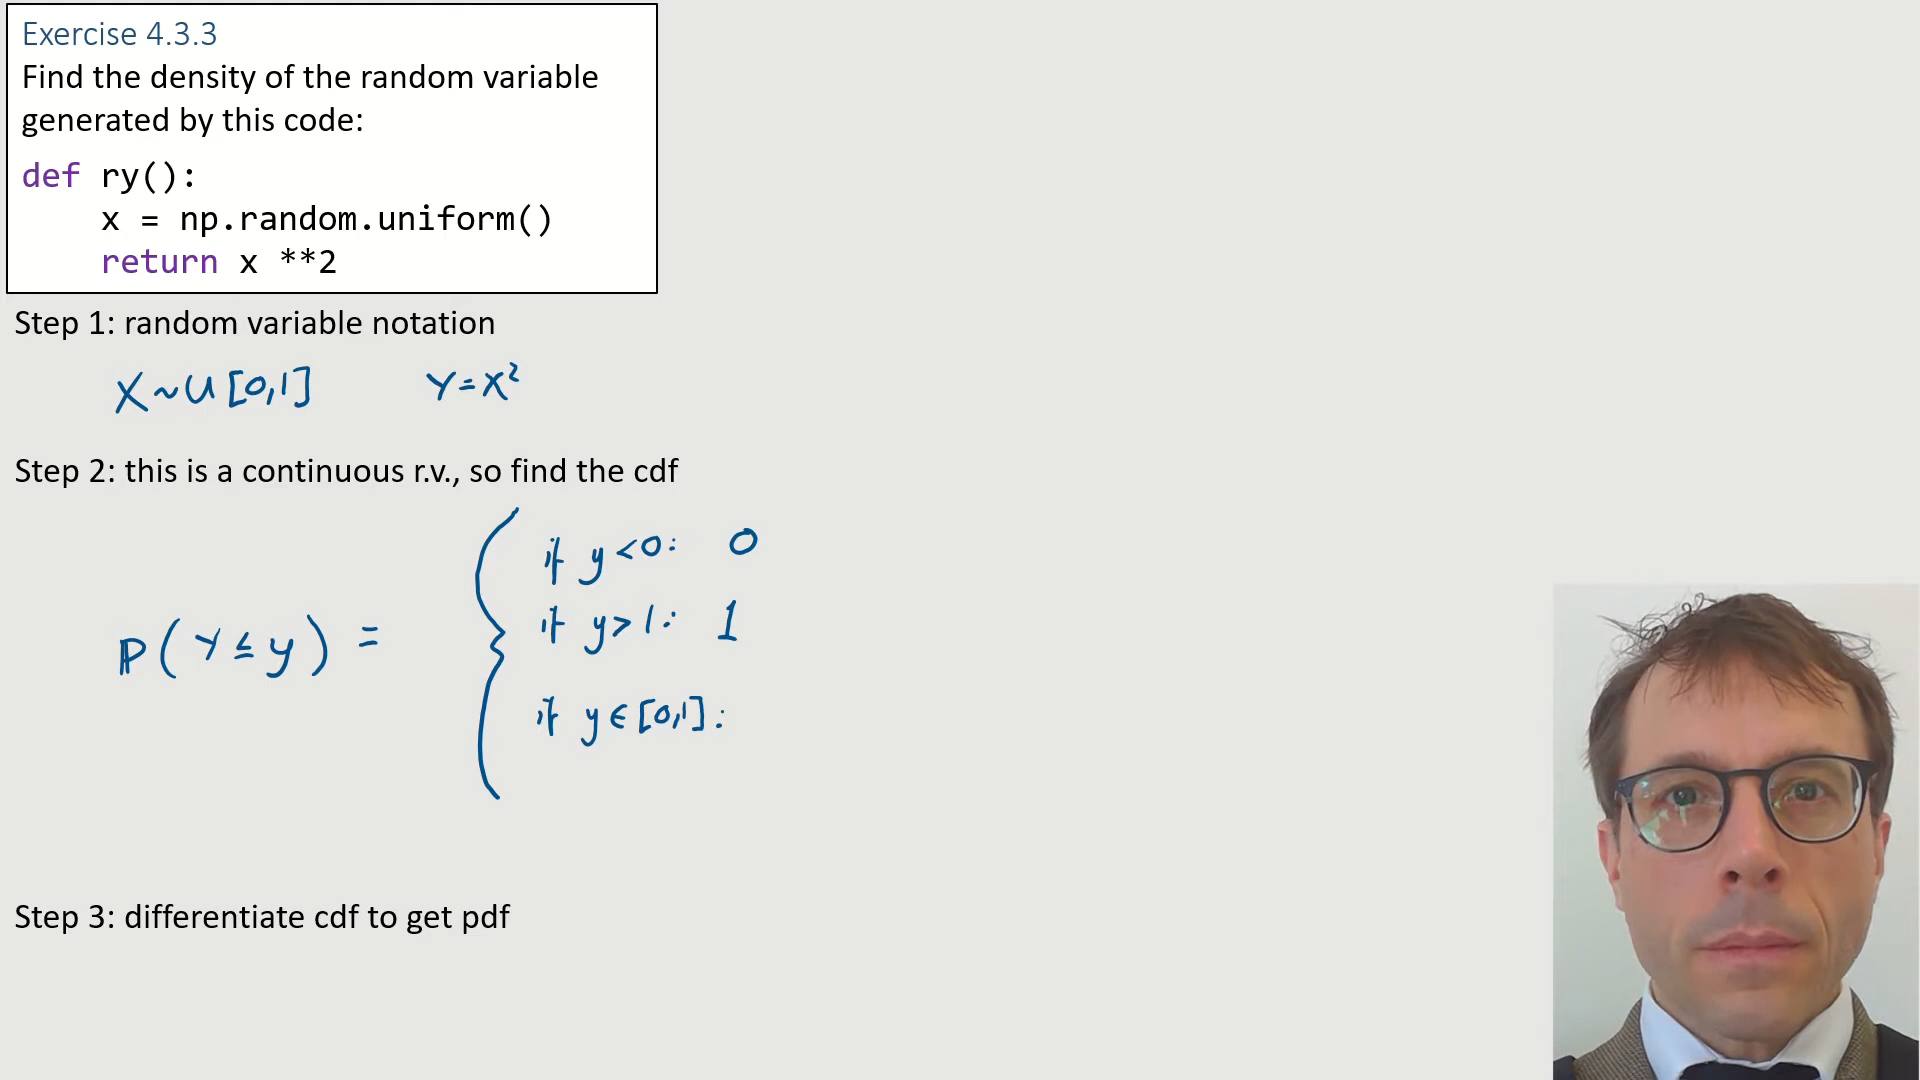 Exercise 4.3.3
Find the density of the random variable
generated by this code:
def ry():
    x = np.random.uniform()
    return x **2
Step 1: random variable notation
X ~ U [0,1]    Y = X²
Step 2: this is a continuous r.v., so find the cdf
if y < 0: 0
if y > 1: 1
ℙ(Y ≤ y) =
if y ∈ [0,1]:
Step 3: differentiate cdf to get pdf